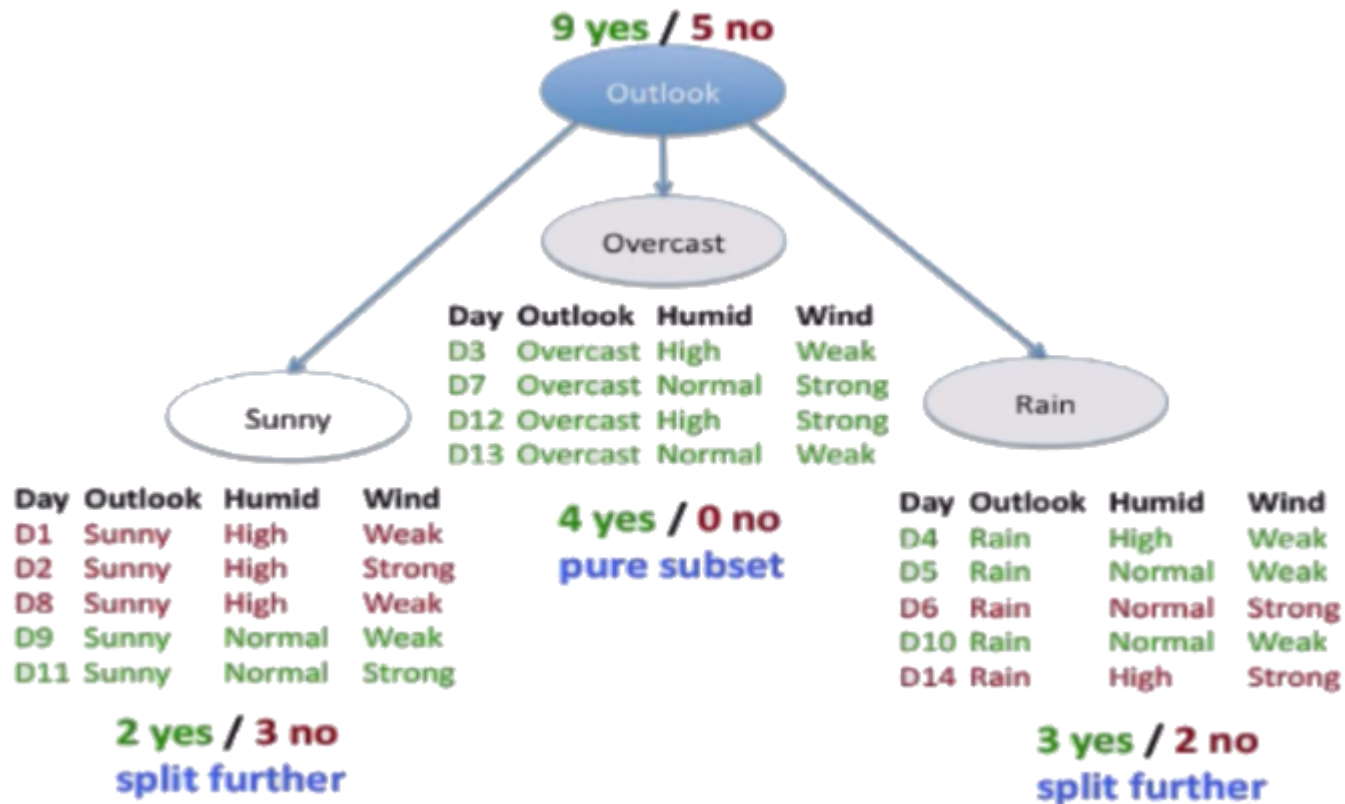 9 yes / 5 no
Outlook
Overcast
Day Outlook Humid Wind
D3 Overcast High Weak
D7 Overcast Normal Strong
D12 Overcast High Strong
D13 Overcast Normal Weak
4 yes / 0 no
pure subset
Sunny
Day Outlook Humid Wind
D1 Sunny High Weak
D2 Sunny High Strong
D8 Sunny High Weak
D9 Sunny Normal Weak
D11 Sunny Normal Strong
2 yes / 3 no
split further
Rain
Day Outlook Humid Wind
D4 Rain High Weak
D5 Rain Normal Weak
D6 Rain Normal Strong
D10 Rain Normal Weak
D14 Rain High Strong
3 yes / 2 no
split further